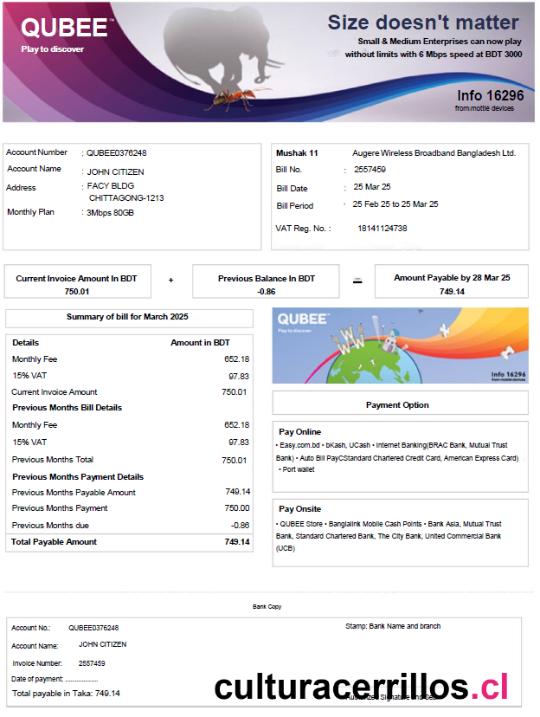 QUBEE™
Play to discover
Size doesn't matter
Small & Medium Enterprises can now play
without limits with 6 Mbps speed at BDT 3000
Info 16296
from mobile devices
Account Number : QUBEE0376248
Account Name : JOHN CITIZEN
Address : FACY BLDG
CHITTAGONG-1213
Monthly Plan : 3Mbps 80GB
Mushak 11 Augere Wireless Broadband Bangladesh Ltd.
Bill No. : 2557459
Bill Date : 25 Mar 25
Bill Period : 25 Feb 25 to 25 Mar 25
VAT Reg. No. : 18141124738
Current Invoice Amount In BDT
750.01
+
Previous Balance In BDT
-0.86
=
Amount Payable by 28 Mar 25
749.14
Summary of bill for March 2025
Details Amount in BDT
Monthly Fee 652.18
15% VAT 97.83
Current Invoice Amount 750.01
Previous Months Bill Details
Monthly Fee 652.18
15% VAT 97.83
Previous Months Total 750.01
Previous Months Payment Details
Previous Months Payable Amount 749.14
Previous Months Payment 750.00
Previous Months due -0.86
Total Payable Amount 749.14
QUBEE™
Play to discover
WWW
Info 16296
from mobile devices
Payment Option
Pay Online
• Easy.com.bd • bKash, UCash • Internet Banking(BRAC Bank, Mutual Trust
Bank) • Auto Bill PayCStandard Chartered Credit Card, American Express Card)
• Port wallet
Pay Onsite
• QUBEE Store • Banglalink Mobile Cash Points • Bank Asia, Mutual Trust
Bank, Standard Chartered Bank, The City Bank, United Commercial Bank
(UCB)
Bank Copy
Account No.: QUBEE0376248
Account Name: JOHN CITIZEN
Invoice Number: 2557459
Date of payment: ..................
Total payable in Taka: 749.14
Stamp: Bank Name and branch
culturacerrillos.cl